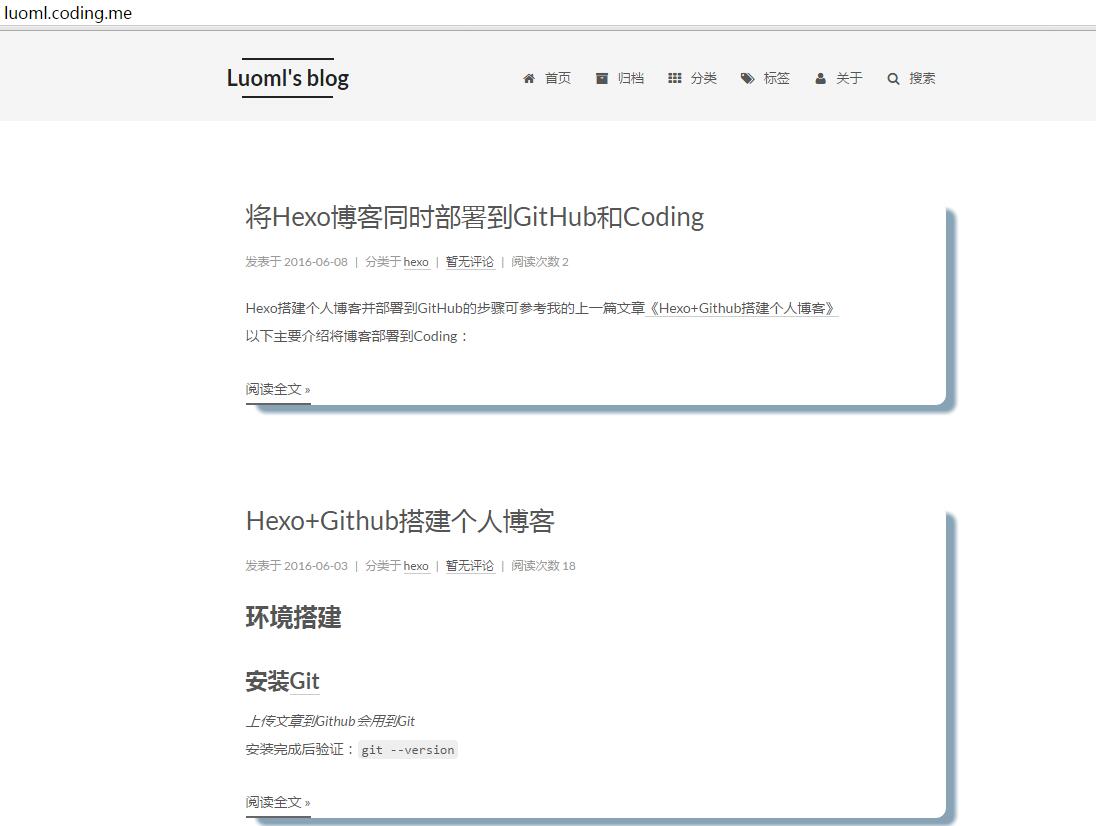 luoml.coding.me
Luoml's blog
首页 归档 分类 标签 关于 搜索
将Hexo博客同时部署到GitHub和Coding
发表于 2016-06-08 | 分类于 hexo | 暂无评论 | 阅读次数 2
Hexo搭建个人博客并部署到GitHub的步骤可参考我的上一篇文章《Hexo+Github搭建个人博客》
以下主要介绍将博客部署到Coding：
阅读全文 »
Hexo+Github搭建个人博客
发表于 2016-06-03 | 分类于 hexo | 暂无评论 | 阅读次数 18
环境搭建
安装Git
上传文章到Github会用到Git
安装完成后验证：git --version
阅读全文 »